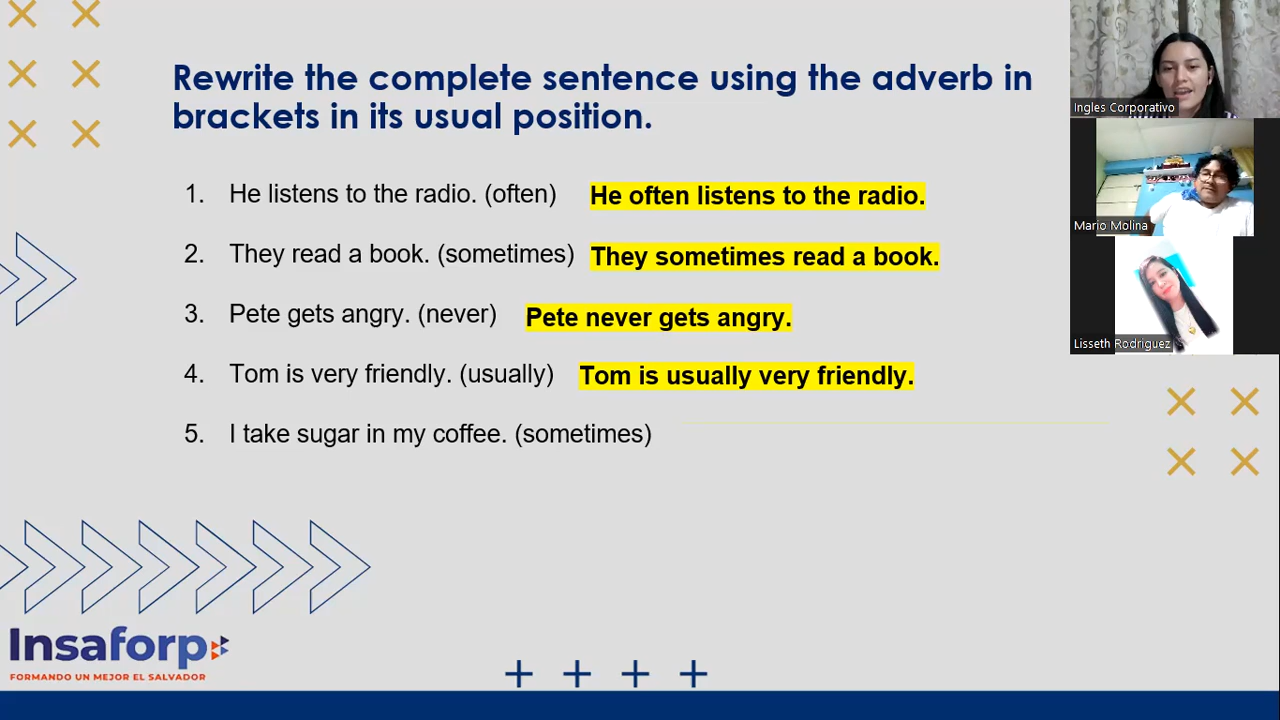 Rewrite the complete sentence using the adverb in
brackets in its usual position.
1. He listens to the radio. (often) He often listens to the radio.
2. They read a book. (sometimes) They sometimes read a book.
3. Pete gets angry. (never) Pete never gets angry.
4. Tom is very friendly. (usually) Tom is usually very friendly.
5. I take sugar in my coffee. (sometimes)
Ingles Corporativo
Mario Molina
Lisseth Rodriguez
Insaforp
FORMANDO UN MEJOR EL SALVADOR